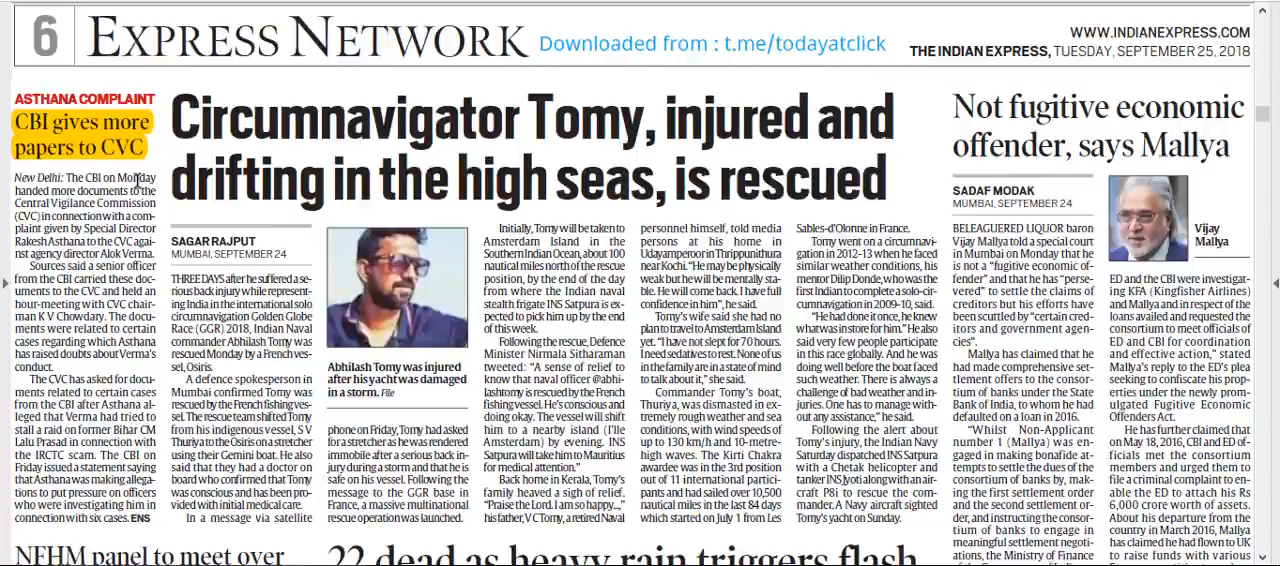 6
EXPRESS NETWORK
Downloaded from : t.me/todayatclick
WWW.INDIANEXPRESS.COM
THE INDIAN EXPRESS, TUESDAY, SEPTEMBER 25, 2018
ASTHANA COMPLAINT
CBI gives more
papers to CVC
New Delhi: The CBI on Monday
handed more documents to the
Central Vigilance Commission
(CVC) in connection with a com-
plaint given by Special Director
Rakesh Asthana to the CVC agai-
nst agency director Alok Verma.
Sources said a senior officer
from the CBI carried these doc-
ments to the CVC and held an
hour-meeting with CVC chair-
man K V Chowdary. The docu-
ments were related to certain
cases regarding which Asthana
has raised doubts about Verma's
conduct.
The CVC has asked for docu-
ments related to certain cases
from the CBI after Asthana al-
leged that Verma had tried to
stall a raid on former Bihar CM
Lalu Prasad in connection with
the IRCTC scam. The CBI on
Friday issued a statement saying
that Asthana was making allega-
tions to put pressure on officers
who were investigating him in
connection with six cases. ENS
Circumnavigator Tomy, injured and
drifting in the high seas, is rescued
SAGAR RAJPUT
MUMBAI, SEPTEMBER 24
THREE DAYS after he suffered a se-
rious back injury while represent-
ing India in the international solo
circumnavigation Golden Globe
Race (GGR) 2018, Indian Naval
commander Abhilash Tomy was
rescued Monday by a French ves-
sel, Osiris.
A defence spokesperson in
Mumbai confirmed Tomy was
rescued by the French fishing ves-
sel. The rescue team shifted Tomy
from his indigenous vessel, S V
Thuriya to the Osiris on a stretcher
using their Gemini boat. He also
said that they had a doctor on
board who confirmed that Tomy
was conscious and has been pro-
vided with initial medical care.
In a message via satellite
Abhilash Tomy was injured
after his yacht was damaged
in a storm. File
phone on Friday, Tomy had asked
for a stretcher as he was rendered
immobile after a serious back in-
jury during a storm and that he is
safe on his vessel. Following the
message to the GGR base in
France, a massive multinational
rescue operation was launched.
Initially, Tomy will be taken to
Amsterdam Island in the
Southern Indian Ocean, about 100
nautical miles north of the rescue
position, by the end of the day
from where the Indian naval
stealth frigate INS Satpura is ex-
pected to pick him up by the end
of this week.
Following the rescue, Defence
Minister Nirmala Sitharaman
tweeted: "A sense of relief to
know that naval officer @abhi-
lashtomy is rescued by the French
fishing vessel. He's conscious and
doing okay. The vessel will shift
him to a nearby island (I'lle
Amsterdam) by evening. INS
Satpura will take him to Mauritius
for medical attention."
Back home in Kerala, Tomy's
family heaved a sigh of relief.
"Praise the Lord. I am so happy...,"
his father, V C Tomy, a retired Naval
personnel himself, told media
persons at his home in
Udayamperoor in Thrippunithura
near Kochi. "He may be physically
weak but he will be mentally sta-
ble. He will come back. I have full
confidence in him", he said.
Tomy's wife said she had no
plan to travel to Amsterdam Island
yet. "I have not slept for 70 hours.
I need sedatives to rest. None of us
in the family are in a state of mind
to talk about it," she said.
Commander Tomy's boat,
Thuriya, was dismasted in ex-
tremely rough weather and sea
conditions, with wind speeds of
up to 130 km/h and 10-metre-
high waves. The Kirti Chakra
awardee was in the 3rd position
out of 11 international partici-
pants and had sailed over 10,500
nautical miles in the last 84 days
which started on July 1 from Les
Sables-d'Olonne in France.
Tomy went on a circumnavi-
gation in 2012-13 when he faced
similar weather conditions, his
mentor Dilip Donde, who was the
first Indian to complete a solo-cir-
cumnavigation in 2009-10, said.
"He had done it once, he knew
what was in store for him." He also
said very few people participate
in this race globally. And he was
doing well before the boat faced
such weather. There is always a
challenge of bad weather and in-
juries. One has to manage with-
out any assistance," he said.
Following the alert about
Tomy's injury, the Indian Navy
Saturday dispatched INS Satpura
with a Chetak helicopter and
tanker INS Jyoti along with an air-
craft P8i to rescue the com-
mander. A Navy aircraft sighted
Tomy's yacht on Sunday.
Not fugitive economic
offender, says Mallya
SADAF MODAK
MUMBAI, SEPTEMBER 24
BELEAGUERED LIQUOR baron
Vijay Mallya told a special court
in Mumbai on Monday that he
is not a "fugitive economic of-
fender" and that he has "perse-
vered" to settle the claims of
creditors but his efforts have
been scuttled by "certain cred-
itors and government agen-
cies".
Mallya has claimed that he
had made comprehensive set-
tlement offers to the consor-
tium of banks under the State
Bank of India, to whom he had
defaulted on a loan in 2016.
"Whilst Non-Applicant
number 1 (Mallya) was en-
gaged in making bonafide at-
tempts to settle the dues of the
consortium of banks by, mak-
ing the first settlement order
and the second settlement or-
der, and instructing the consor-
tium of banks to engage in
meaningful settlement negoti-
ations, the Ministry of Finance
Vijay
Mallya
ED and the CBI were investigat-
ing KFA (Kingfisher Airlines)
and Mallya and in respect of the
loans availed and requested the
consortium to meet officials of
ED and CBI for coordination
and effective action," stated
Mallya's reply to the ED's plea
seeking to confiscate his prop-
erties under the newly prom-
ulgated Fugitive Economic
Offenders Act.
He has further claimed that
on May 18, 2016, CBI and ED of-
ficials met the consortium
members and urged them to
file a criminal complaint to en-
able the ED to attach his Rs
6,000 crore worth of assets.
About his departure from the
country in March 2016, Mallya
has claimed he had flown to UK
to raise funds with various
NFHM panel to meet over
22 dead as heavy rain triggers flash